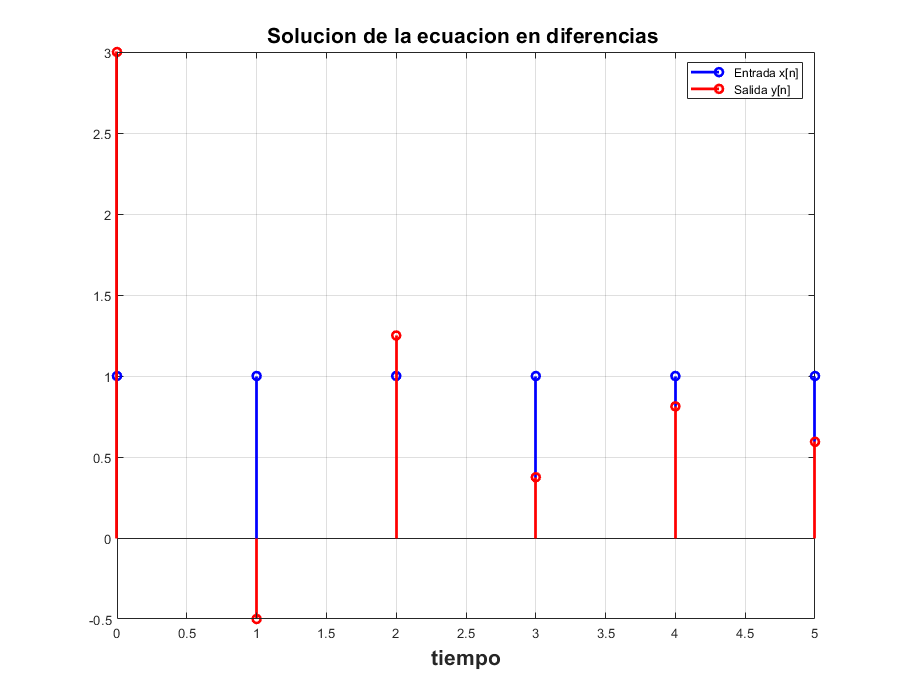 Solucion de la ecuacion en diferencias
Entrada x[n]
Salida y[n]
3
2.5
2
1.5
1
0.5
0
-0.5
0 0.5 1 1.5 2 2.5 3 3.5 4 4.5 5
tiempo